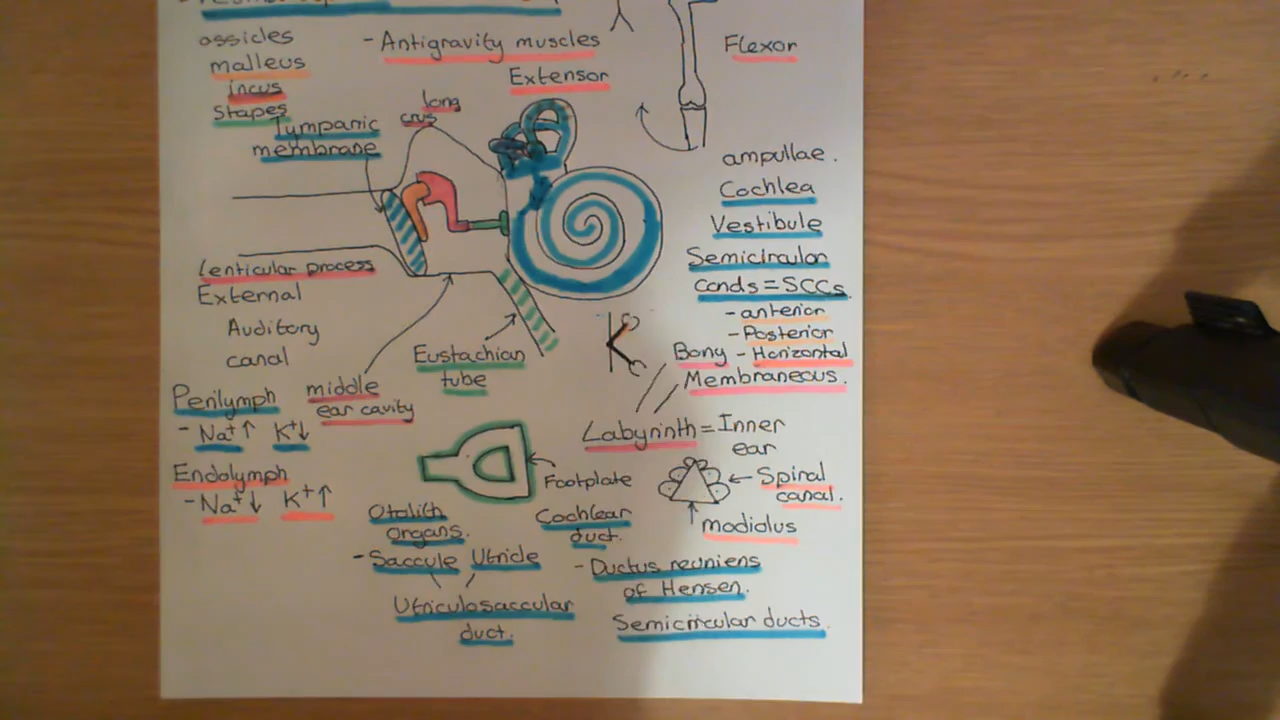 ossicles
malleus
incus
Stapes
- Antigravity muscles
Extensor
Flexor
long
crus
Tympanic
membrane
ampullae.
Cochlea
Vestibule
Semicircular
canals = SCCs
- anterior
- Posterior
- Horizontal
Bony
Membraneous.
Labyrinth = Inner
ear
Lenticular process
External
Auditory
canal
Eustachian
tube
middle
ear cavity
Perilymph
- Na+↑ K+↓
Endolymph
- Na+↓ K+↑
Footplate
Spiral
canal.
modiolus
Otolith
organs.
- Saccule Utricle
Utriculosaccular
duct.
Cochlear
duct.
- Ductus reuniens
of Hensen.
Semicircular ducts.